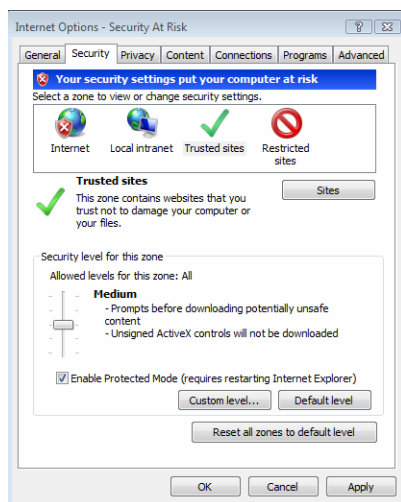 Internet Options - Security At Risk
General Security Privacy Content Connections Programs Advanced
Your security settings put your computer at risk
Select a zone to view or change security settings.
Internet Local intranet Trusted sites Restricted
sites
Trusted sites
Sites
This zone contains websites that you
trust not to damage your computer or
your files.
Security level for this zone
Allowed levels for this zone: All
Medium
- Prompts before downloading potentially unsafe
content
- Unsigned ActiveX controls will not be downloaded
Enable Protected Mode (requires restarting Internet Explorer)
Custom level... Default level
Reset all zones to default level
OK Cancel Apply